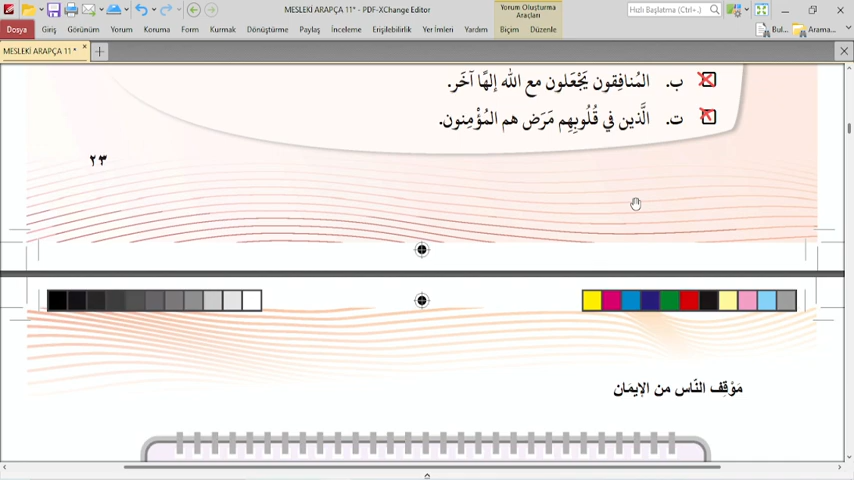 MESLEKİ ARAPÇA 11* - PDF-XChange Editor
Yorum Oluşturma Araçları
Hızlı Başlatma (Ctrl+.)
Dosya Giriş Görünüm Yorum Koruma Form Kurmak Dönüştürme Paylaş İnceleme Erişilebilirlik Yer İmleri Yardım Biçim Düzenle Bul... Arama...
MESLEKİ ARAPÇA 11 *
ب. المُنافِقون يَجْعَلون مع الله إلهًا آخَر.
ت. الَّذين في قُلُوبِهِم مَرَض هم المُؤْمِنون.
٢٣
مَوْقِف النّاس من الإيمَان